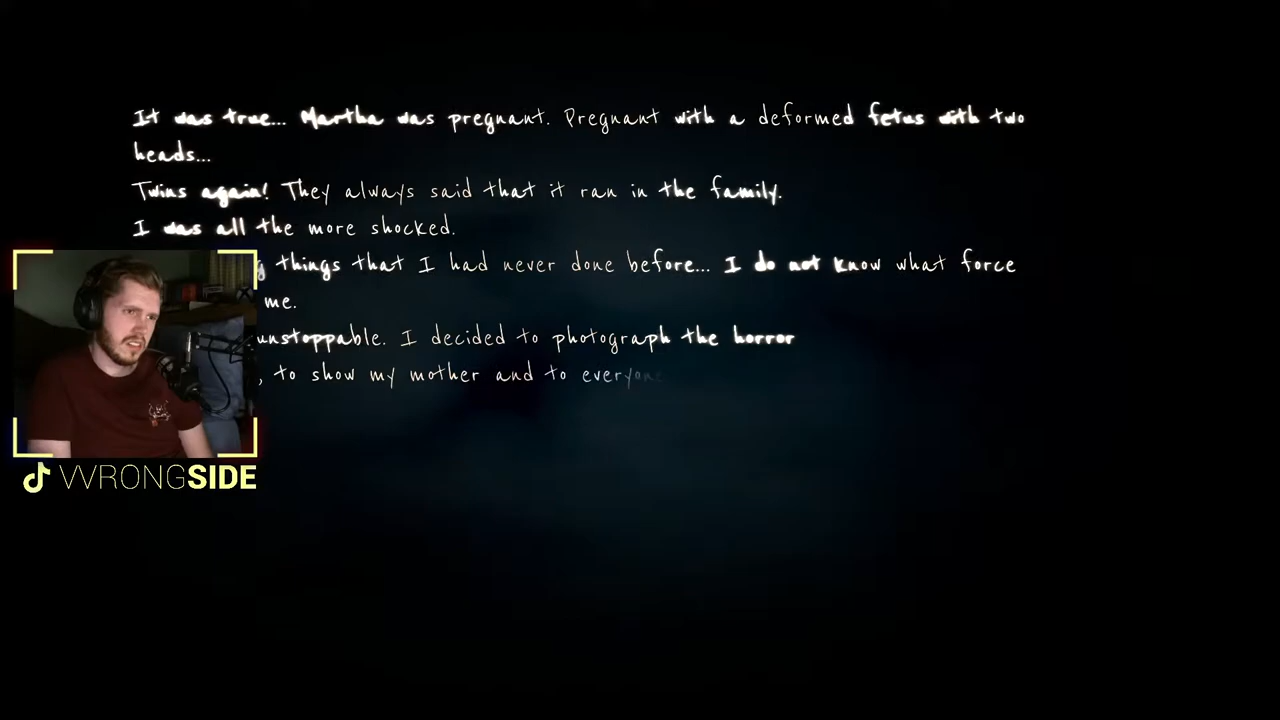 It was true... Martha was pregnant. Pregnant with a deformed fetus with two
heads...
Twins again! They always said that it ran in the family.
I was all the more shocked.
things that I had never done before... I do not know what force
me.
unstoppable. I decided to photograph the horror
, to show my mother and to everyone
VVRONGSIDE